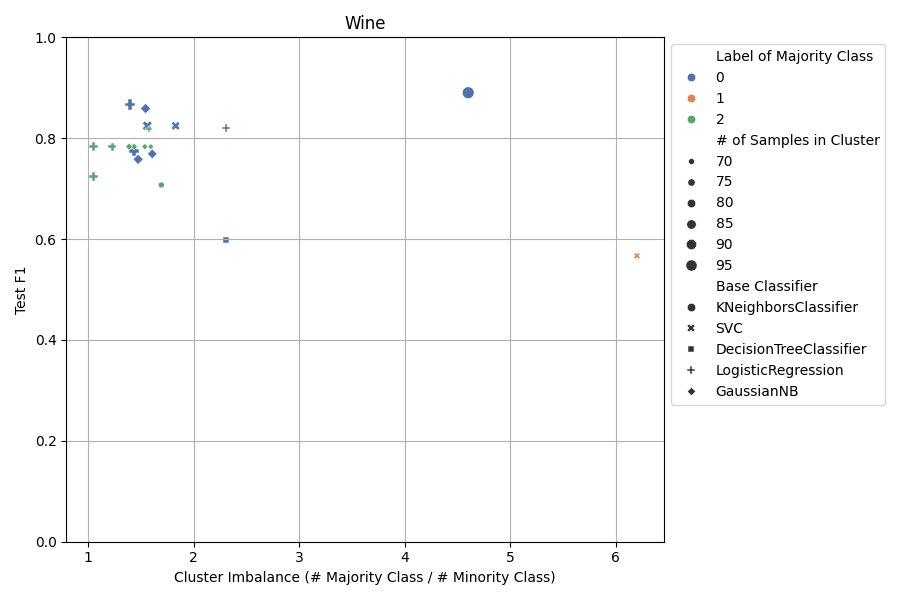 Wine
1.0
0.8
0.6
0.4
0.2
0.0
Test F1
1 2 3 4 5 6
Cluster Imbalance (# Majority Class / # Minority Class)
Label of Majority Class
0
1
2
# of Samples in Cluster
70
75
80
85
90
95
Base Classifier
KNeighborsClassifier
SVC
DecisionTreeClassifier
LogisticRegression
GaussianNB